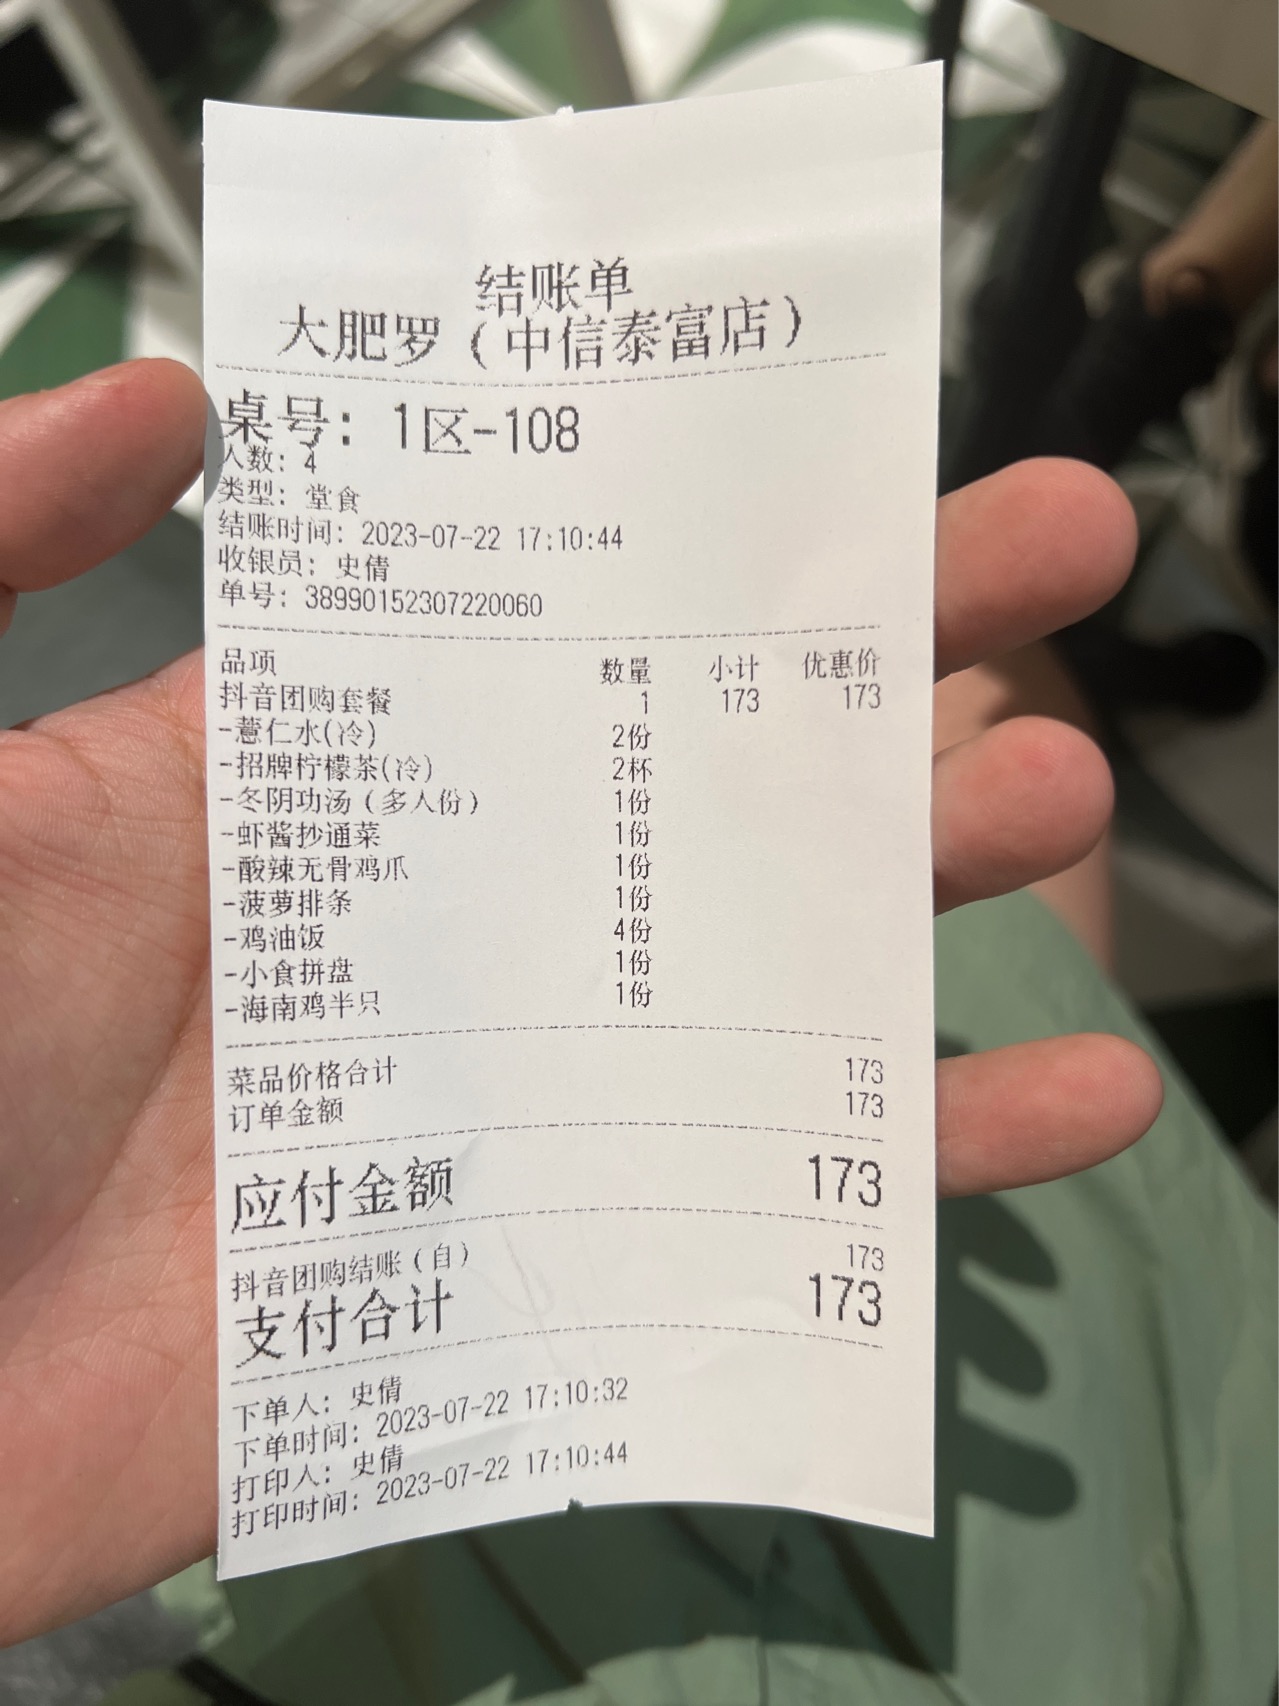 结账单
大肥罗（中信泰富店）
桌号：1区-108
人数：4
类型：堂食
结账时间：2023-07-22 17:10:44
收银员：史倩
单号：38990152307220060
品项 数量 小计 优惠价
抖音团购套餐 1 173 173
-薏仁水(冷) 2份
-招牌柠檬茶(冷) 2杯
-冬阴功汤（多人份） 1份
-虾酱抄通菜 1份
-酸辣无骨鸡爪 1份
-菠萝排条 1份
-鸡油饭 4份
-小食拼盘 1份
-海南鸡半只 1份
菜品价格合计 173
订单金额 173
应付金额 173
抖音团购结账（自） 173
支付合计 173
下单人：史倩
下单时间：2023-07-22 17:10:32
打印人：史倩
打印时间：2023-07-22 17:10:44